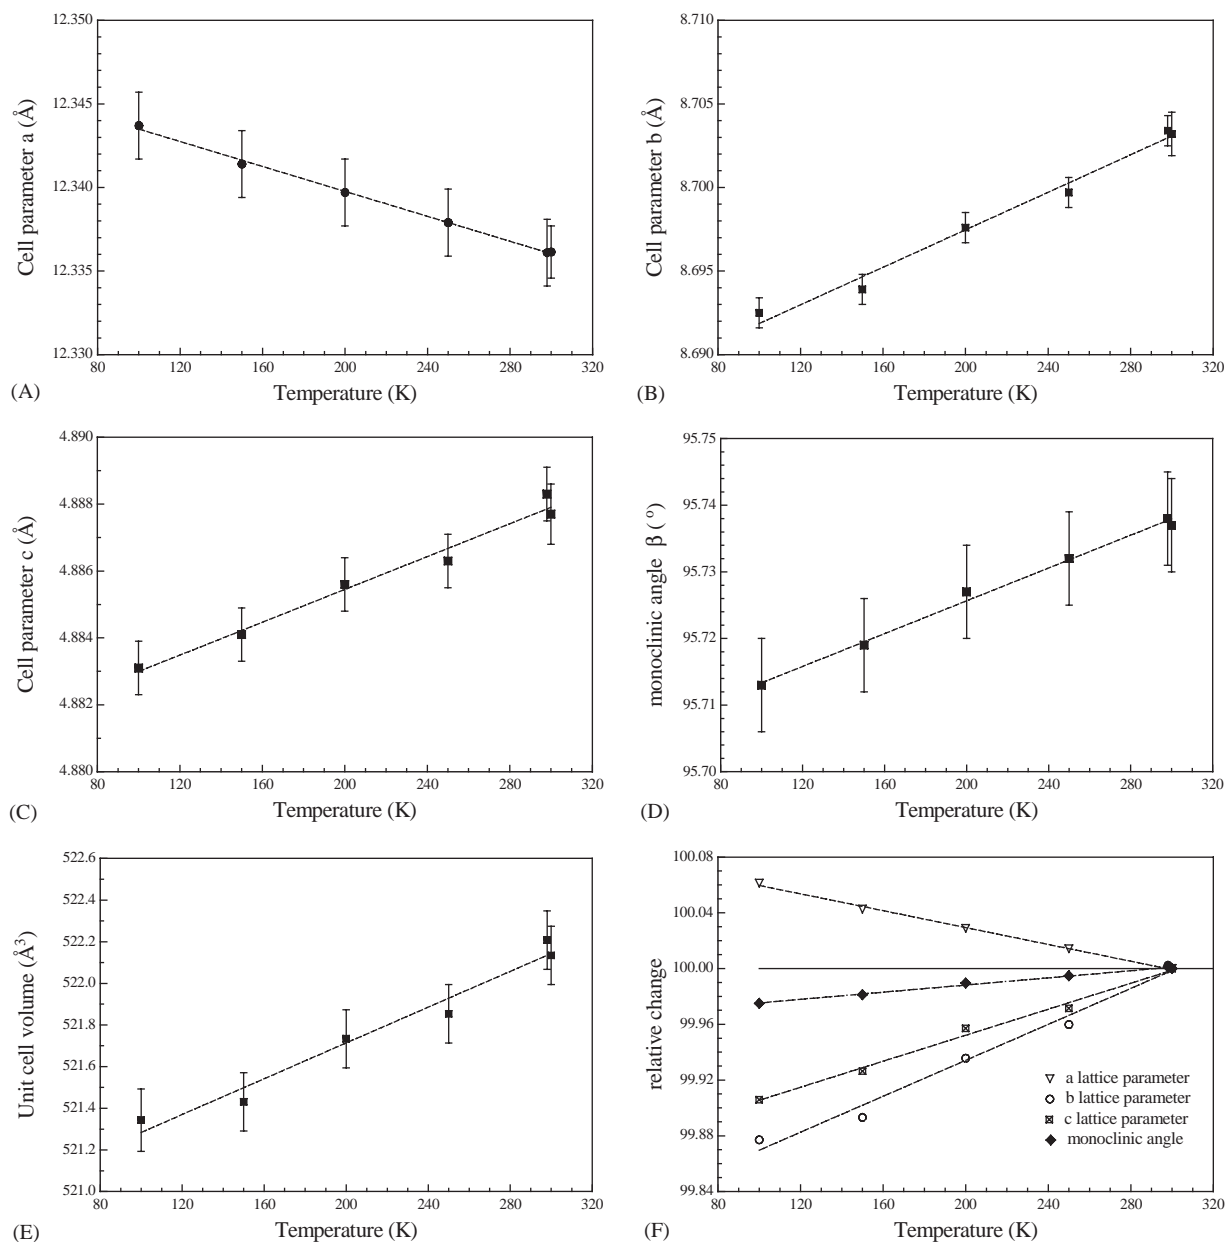 12.350
12.345
12.340
12.335
12.330
Cell parameter a (Å)
80 120 160 200 240 280 320
Temperature (K)
(A)
8.710
8.705
8.700
8.695
8.690
Cell parameter b (Å)
80 120 160 200 240 280 320
Temperature (K)
(B)
4.890
4.888
4.886
4.884
4.882
4.880
Cell parameter c (Å)
80 120 160 200 240 280 320
Temperature (K)
(C)
95.75
95.74
95.73
95.72
95.71
95.70
monoclinic angle β (°)
80 120 160 200 240 280 320
Temperature (K)
(D)
522.6
522.4
522.2
522.0
521.8
521.6
521.4
521.2
521.0
Unit cell volume (Å³)
80 120 160 200 240 280 320
Temperature (K)
(E)
100.08
100.04
100.00
99.96
99.92
99.88
99.84
relative change
a lattice parameter
b lattice parameter
c lattice parameter
monoclinic angle
80 120 160 200 240 280 320
Temperature (K)
(F)